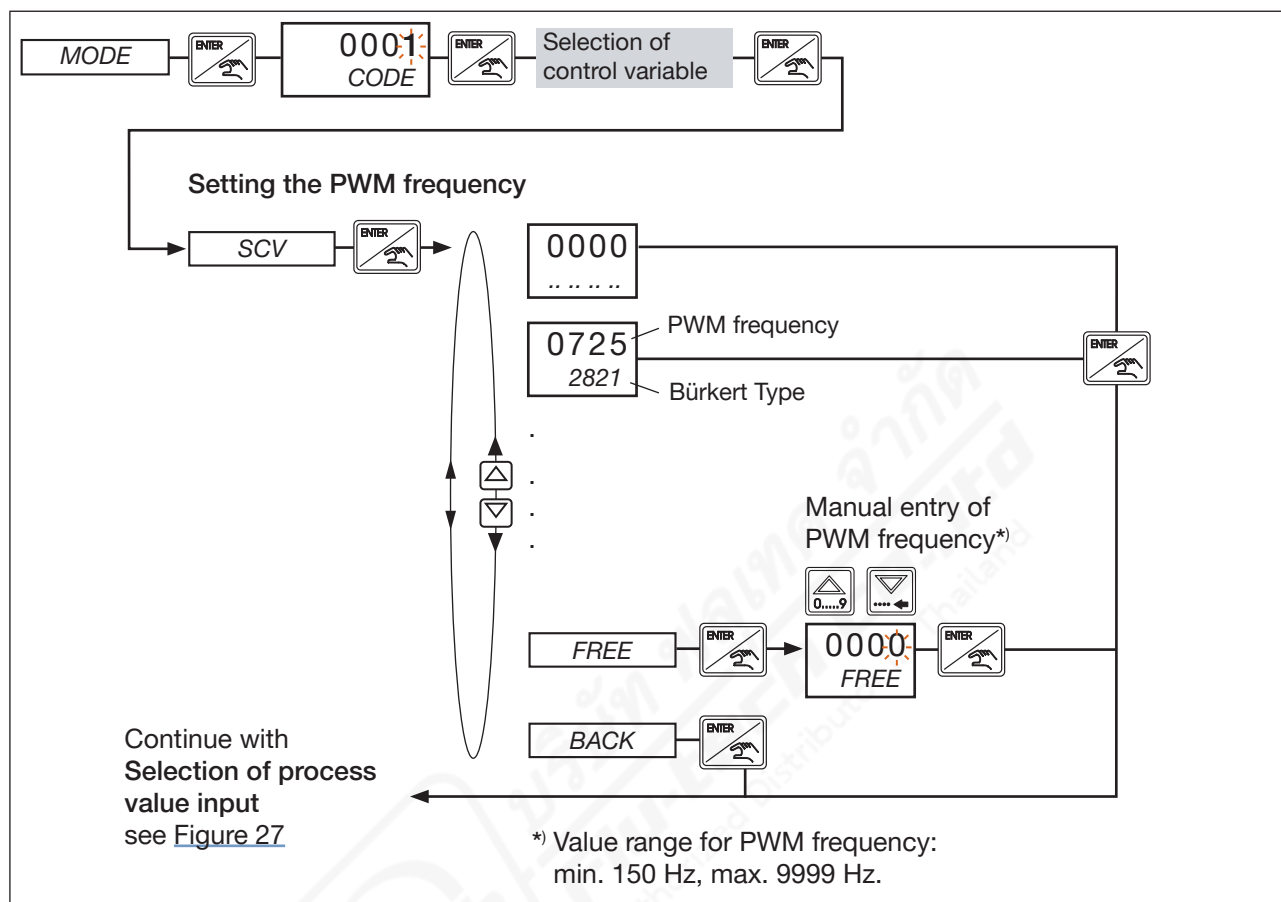 MODE
ENTER
0001
CODE
ENTER
Selection of
control variable
ENTER
Setting the PWM frequency
SCV
ENTER
0000
.. .. .. ..
0725
2821
PWM frequency
Bürkert Type
ENTER
.
.
.
.
Manual entry of
PWM frequency*)
0.....9
....
FREE
ENTER
0000
FREE
ENTER
BACK
ENTER
Continue with
Selection of process
value input
see Figure 27
*) Value range for PWM frequency:
min. 150 Hz, max. 9999 Hz.